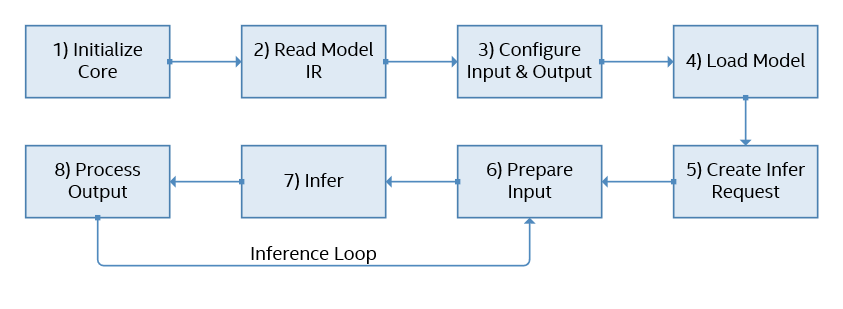 1) Initialize
Core
2) Read Model
IR
3) Configure
Input & Output
4) Load Model
5) Create Infer
Request
6) Prepare
Input
7) Infer
8) Process
Output
Inference Loop